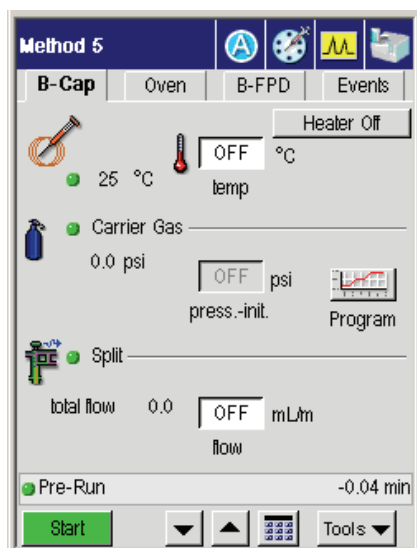 Method 5
B-Cap Oven B-FPD Events
Heater Off
25 °C OFF °C
temp
Carrier Gas
0.0 psi OFF psi
press.-init. Program
Split
total flow 0.0 OFF mL/m
flow
Pre-Run -0.04 min
Start Tools